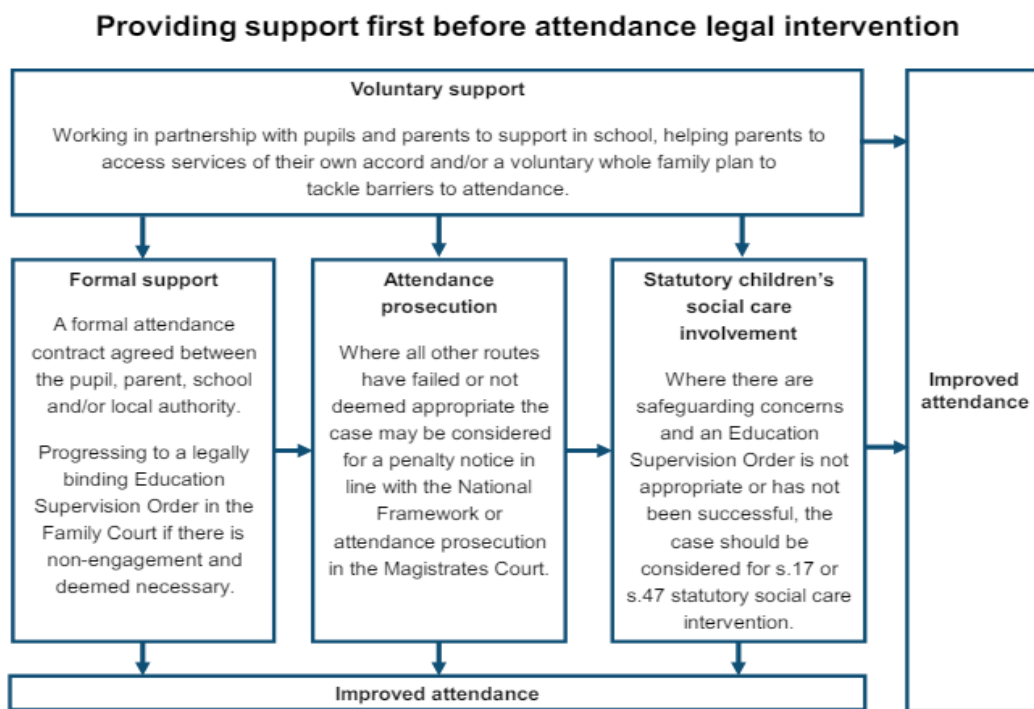 Providing support first before attendance legal intervention
Voluntary support
Working in partnership with pupils and parents to support in school, helping parents to
access services of their own accord and/or a voluntary whole family plan to
tackle barriers to attendance.
Formal support
A formal attendance
contract agreed between
the pupil, parent, school
and/or local authority.
Progressing to a legally
binding Education
Supervision Order in the
Family Court if there is
non-engagement and
deemed necessary.
Attendance
prosecution
Where all other routes
have failed or not
deemed appropriate the
case may be considered
for a penalty notice in
line with the National
Framework or
attendance prosecution
in the Magistrates Court.
Statutory children’s
social care
involvement
Where there are
safeguarding concerns
and an Education
Supervision Order is not
appropriate or has not
been successful, the
case should be
considered for s.17 or
s.47 statutory social care
intervention.
Improved
attendance
Improved attendance